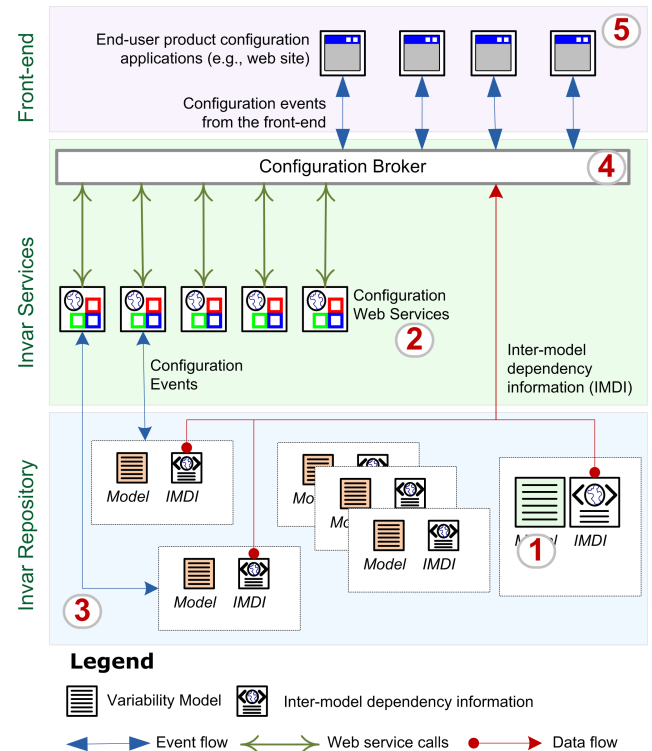 Front-end
End-user product configuration
applications (e.g., web site)
5
Configuration events
from the front-end
Invar Services
Configuration Broker
4
Configuration
Web Services
2
Configuration
Events
Inter-model
dependency
information (IMDI)
Invar Repository
Model IMDI
Mo
Mo
Model IMDI
Model IMDI
IMDI
1
3
Legend
Variability Model
Inter-model dependency information
Event flow
Web service calls
Data flow